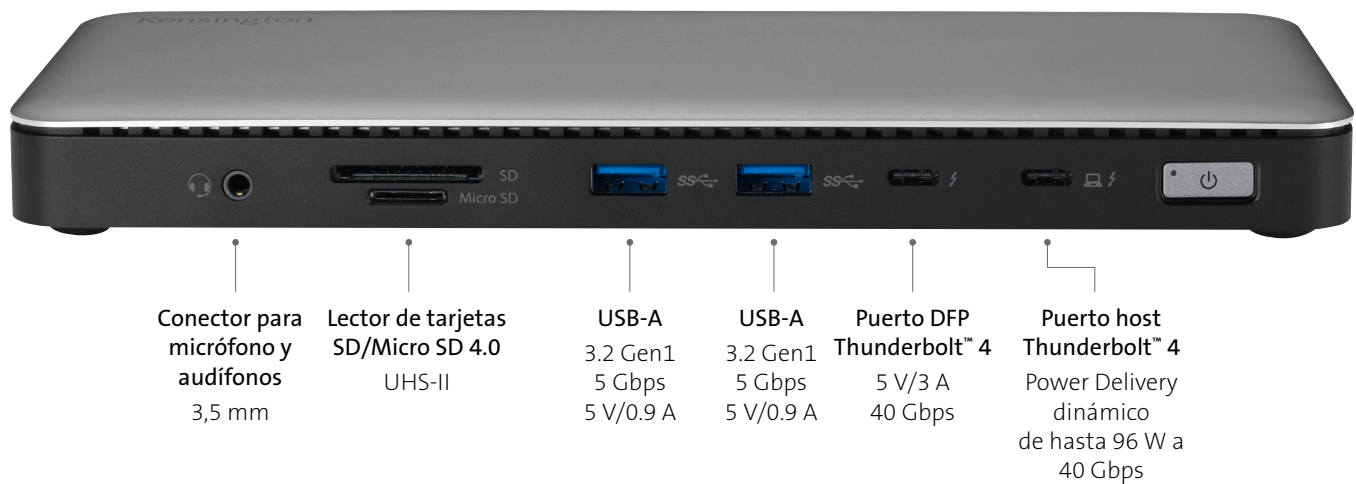 Kensington
SD
Micro SD
Conector para
micrófono y
audífonos
3,5 mm
Lector de tarjetas
SD/Micro SD 4.0
UHS-II
USB-A
3.2 Gen1
5 Gbps
5 V/0.9 A
USB-A
3.2 Gen1
5 Gbps
5 V/0.9 A
Puerto DFP
Thunderbolt™ 4
5 V/3 A
40 Gbps
Puerto host
Thunderbolt™ 4
Power Delivery
dinámico
de hasta 96 W a
40 Gbps